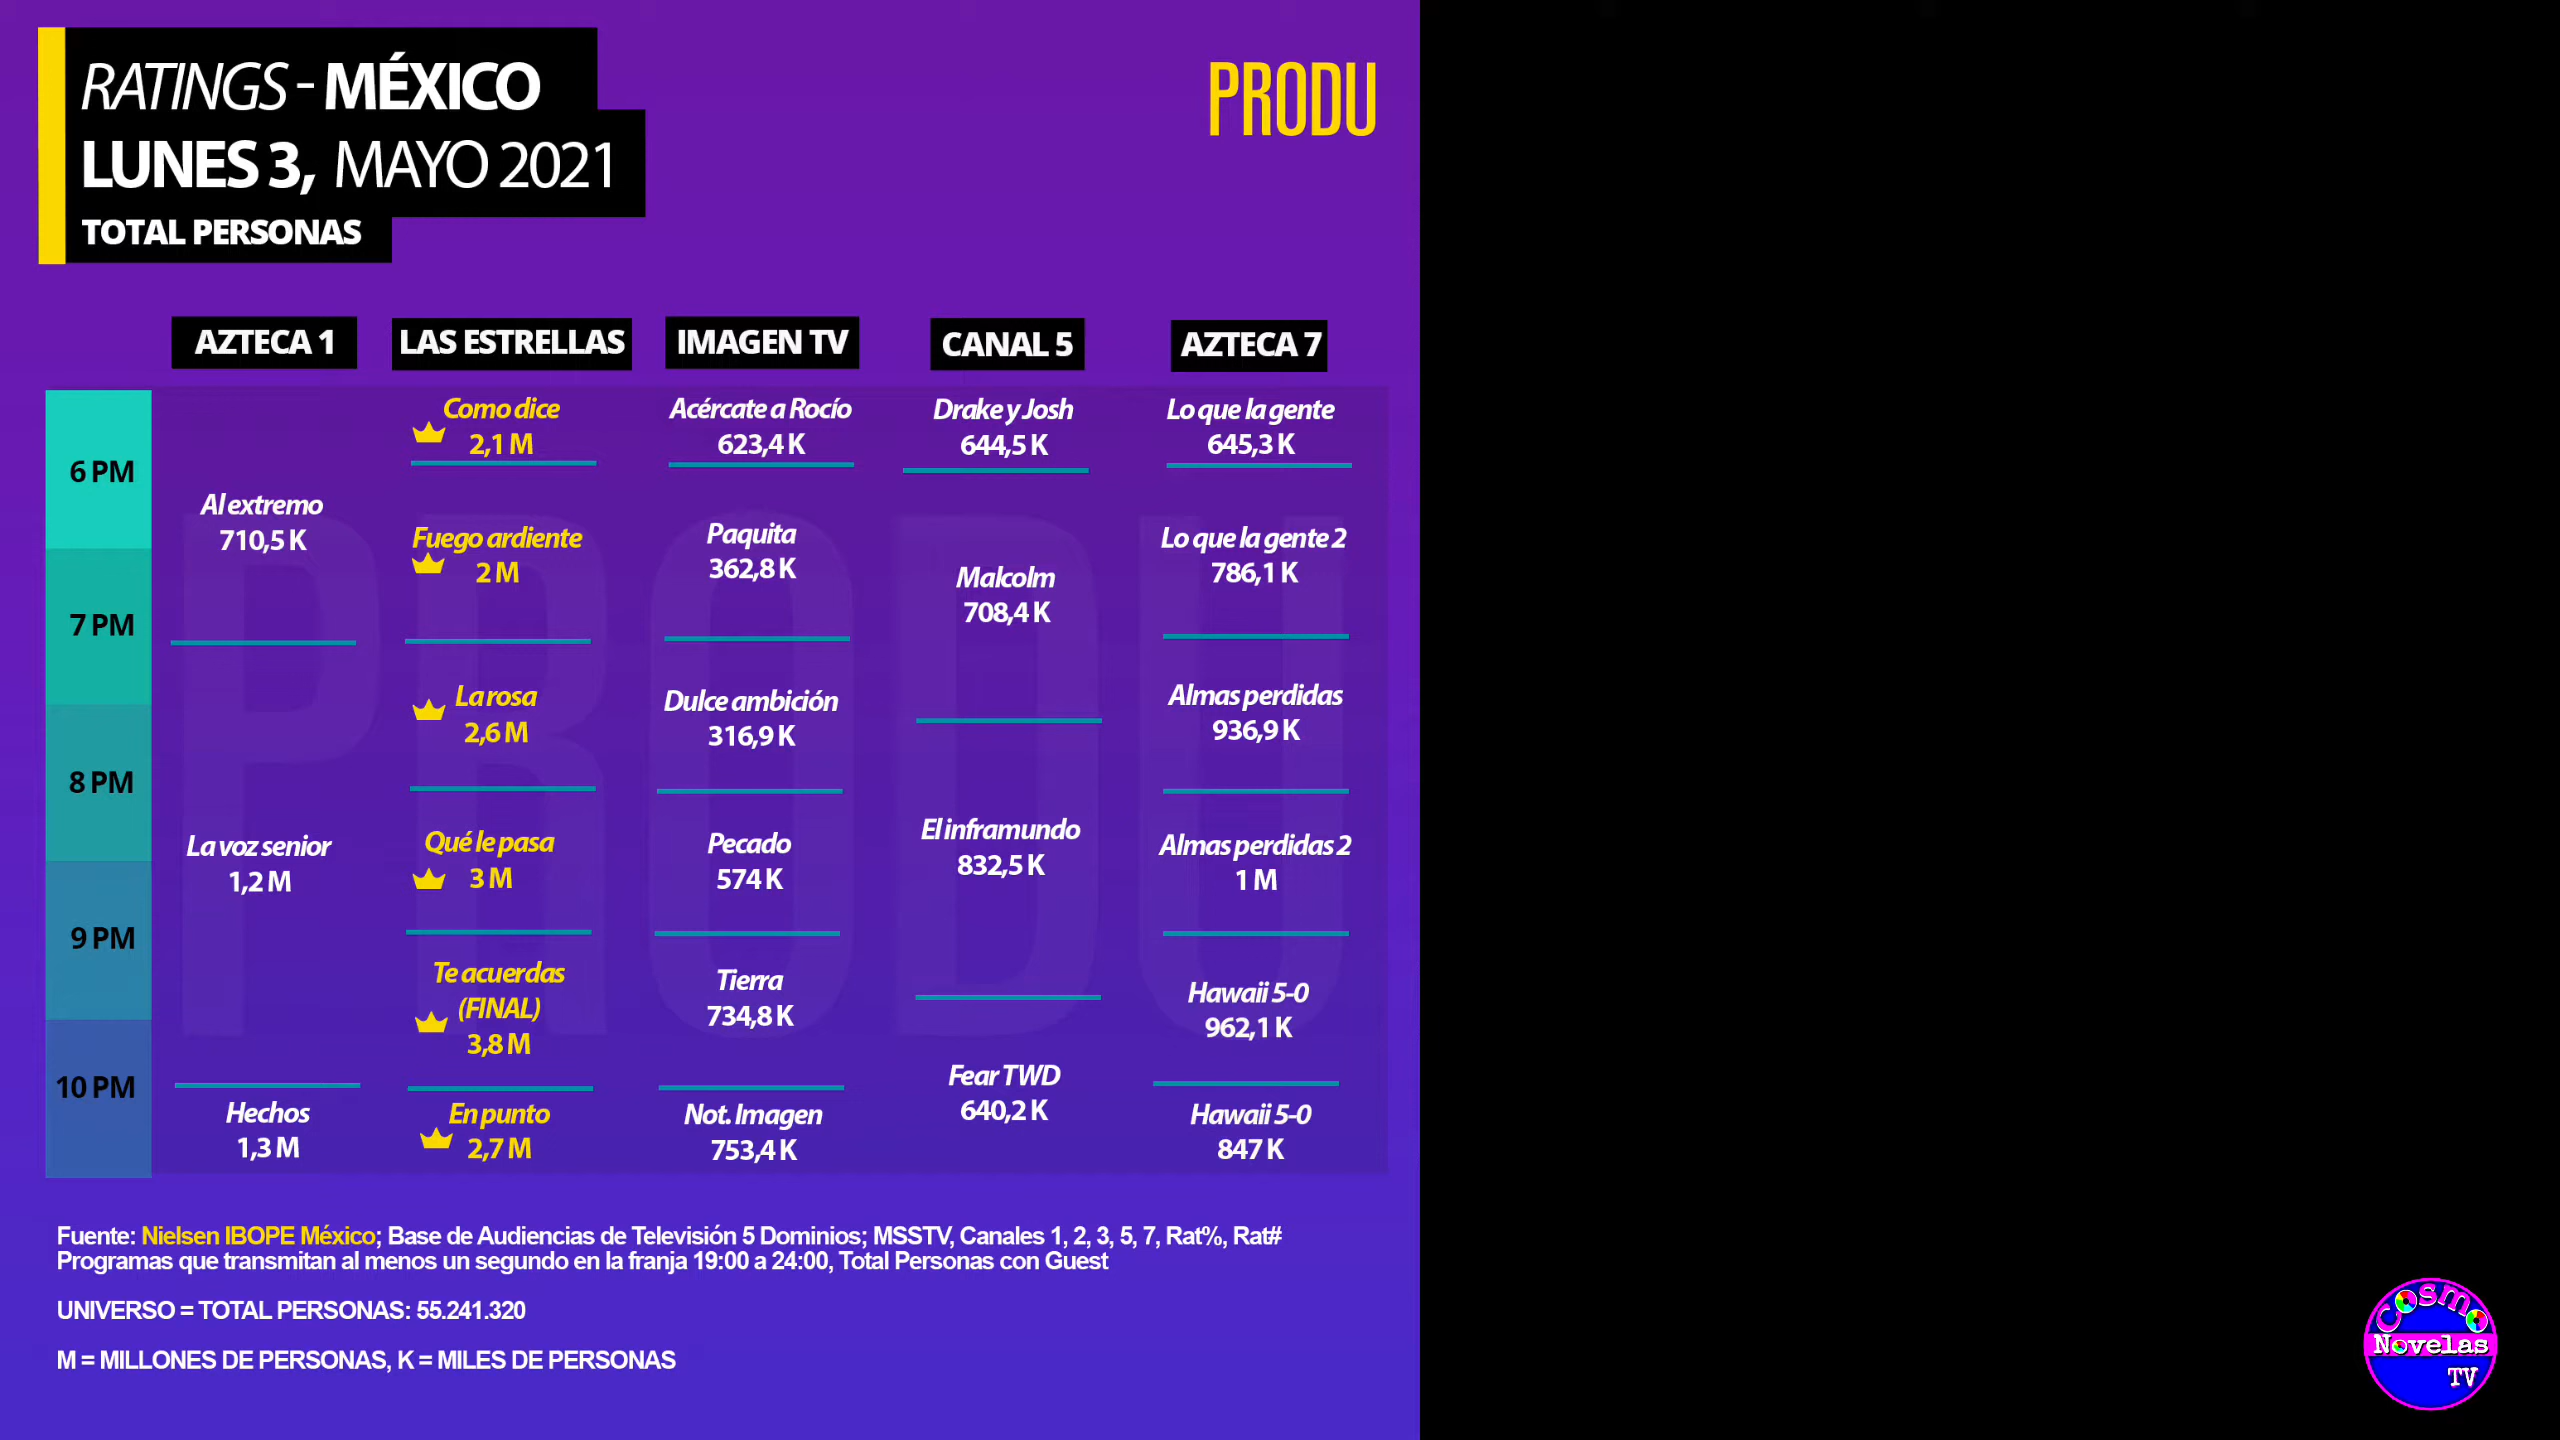 RATINGS - MÉXICO
LUNES 3, MAYO 2021
TOTAL PERSONAS
PRODU
AZTECA 1
LAS ESTRELLAS
IMAGEN TV
CANAL 5
AZTECA 7
6 PM
7 PM
8 PM
9 PM
10 PM
Al extremo
710,5 K
La voz senior
1,2 M
Hechos
1,3 M
Como dice
2,1 M
Fuego ardiente
2 M
La rosa
2,6 M
Qué le pasa
3 M
Te acuerdas
(FINAL)
3,8 M
En punto
2,7 M
Acércate a Rocío
623,4 K
Paquita
362,8 K
Dulce ambición
316,9 K
Pecado
574 K
Tierra
734,8 K
Not. Imagen
753,4 K
Drake y Josh
644,5 K
Malcolm
708,4 K
El inframundo
832,5 K
Fear TWD
640,2 K
Lo que la gente
645,3 K
Lo que la gente 2
786,1 K
Almas perdidas
936,9 K
Almas perdidas 2
1 M
Hawaii 5-0
962,1 K
Hawaii 5-0
847 K
PRODU
Fuente: Nielsen IBOPE México; Base de Audiencias de Televisión 5 Dominios; MSSTV, Canales 1, 2, 3, 5, 7, Rat%, Rat#
Programas que transmitan al menos un segundo en la franja 19:00 a 24:00, Total Personas con Guest
UNIVERSO = TOTAL PERSONAS: 55.241.320
M = MILLONES DE PERSONAS, K = MILES DE PERSONAS
Cosmo
Novelas
TV